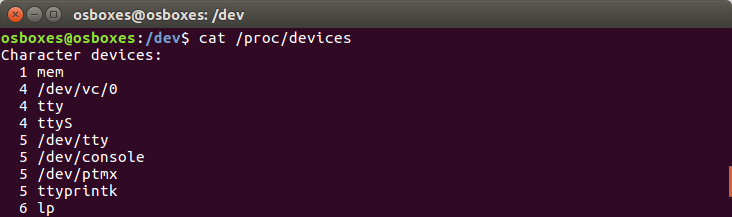 osboxes@osboxes: /dev
osboxes@osboxes:/dev$ cat /proc/devices
Character devices:
  1 mem
  4 /dev/vc/0
  4 tty
  4 ttyS
  5 /dev/tty
  5 /dev/console
  5 /dev/ptmx
  5 ttyprintk
  6 lp